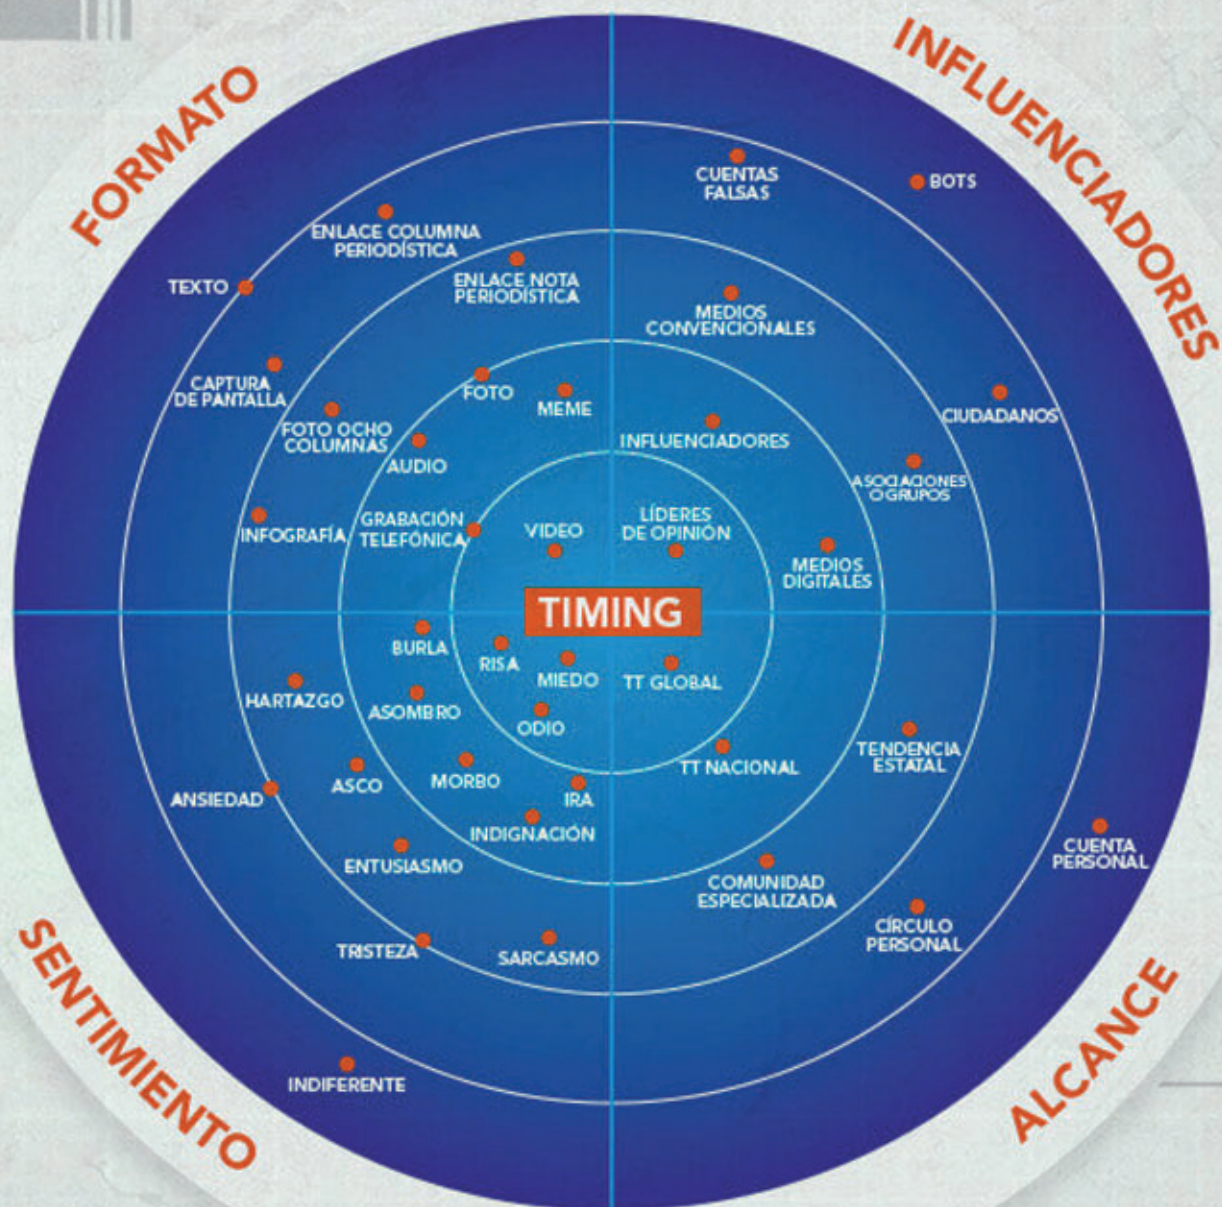 FORMATO
INFLUENCIADORES
CUENTAS
FALSAS
BOTS
ENLACE COLUMNA
PERIODÍSTICA
ENLACE NOTA
PERIODÍSTICA
TEXTO
MEDIOS
CONVENCIONALES
CAPTURA
DE PANTALLA
FOTO
MEME
CIUDADANOS
FOTO OCHO
COLUMNAS
INFLUENCIADORES
AUDIO
ASOCIACIONES
O GRUPOS
INFOGRAFÍA
GRABACIÓN
TELEFÓNICA
VIDEO
LÍDERES
DE OPINIÓN
MEDIOS
DIGITALES
TIMING
BURLA
RISA
MIEDO
TT GLOBAL
HARTAZGO
ASOMBRO
ODIO
TENDENCIA
ESTATAL
TT NACIONAL
ANSIEDAD
ASCO
MORBO
IRA
INDIGNACIÓN
CUENTA
PERSONAL
ENTUSIASMO
COMUNIDAD
ESPECIALIZADA
CÍRCULO
PERSONAL
TRISTEZA
SARCASMO
INDIFERENTE
SENTIMIENTO
ALCANCE